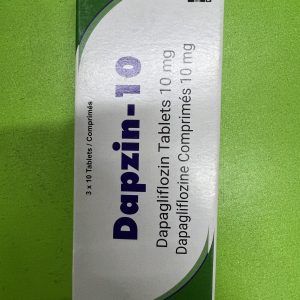 Dapzin-10
Dapagliflozin Tablets 10 mg
Dapagliflozine Comprimés 10 mg
3 x 10 Tablets / Comprimés